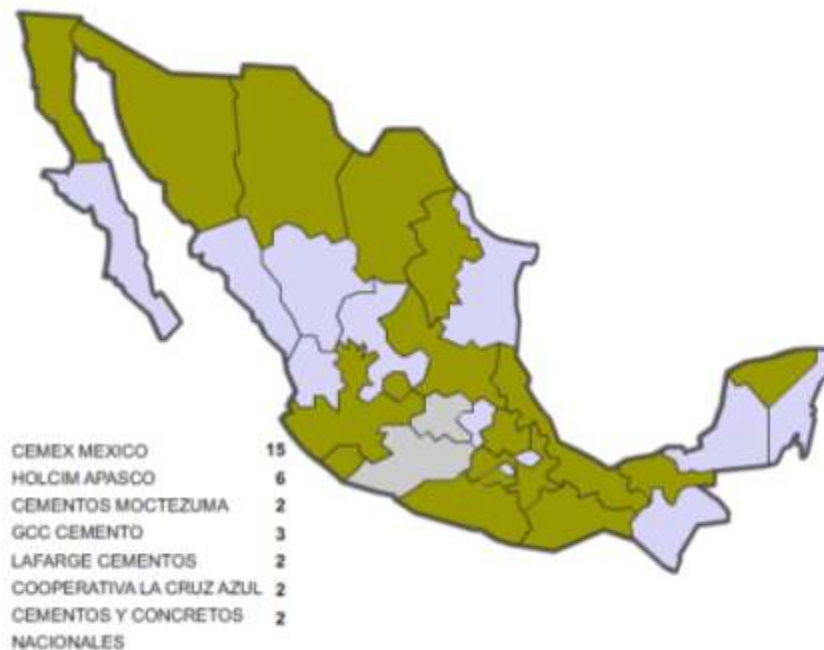 CEMEX MEXICO 15
HOLCIM APASCO 6
CEMENTOS MOCTEZUMA 2
GCC CEMENTO 3
LAFARGE CEMENTOS 2
COOPERATIVA LA CRUZ AZUL 2
CEMENTOS Y CONCRETOS 2
NACIONALES